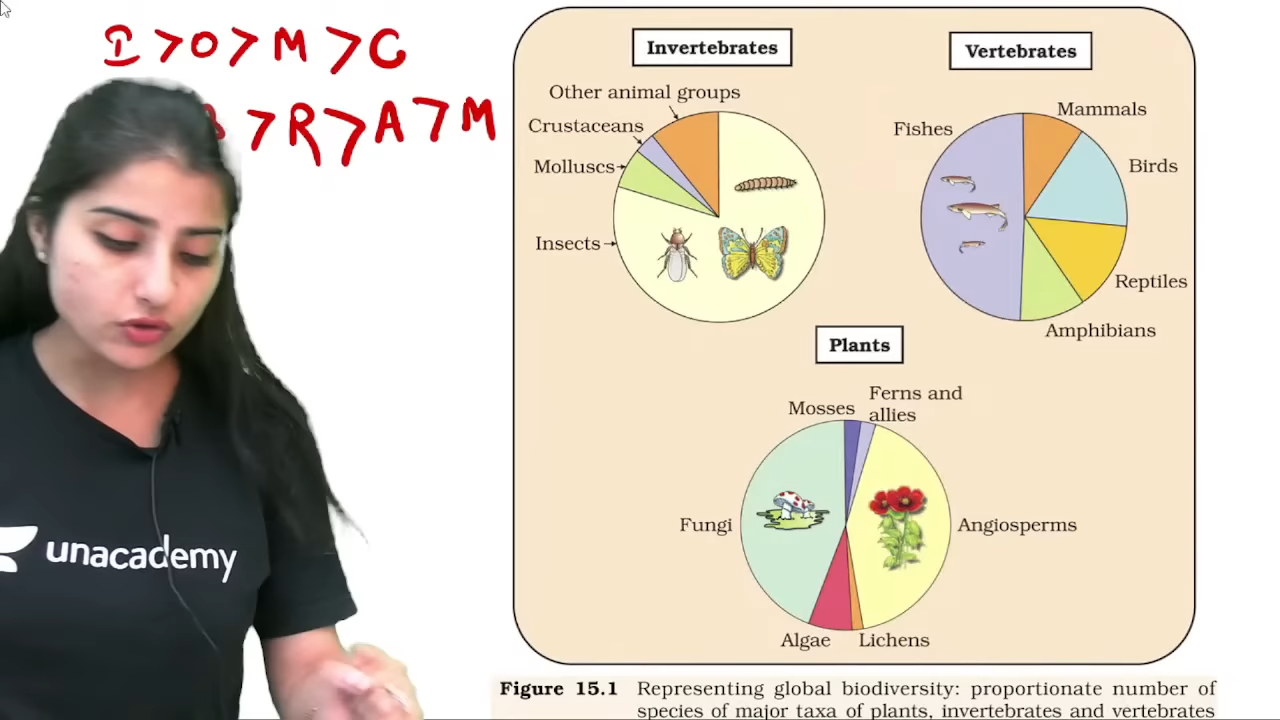 I > O > M > C
> R > A > M
Invertebrates
Other animal groups
Crustaceans
Molluscs
Insects
Vertebrates
Mammals
Fishes
Birds
Reptiles
Amphibians
Plants
Mosses
Ferns and
allies
Fungi
Angiosperms
Algae
Lichens
Figure 15.1 Representing global biodiversity: proportionate number of
species of major taxa of plants, invertebrates and vertebrates
unacademy